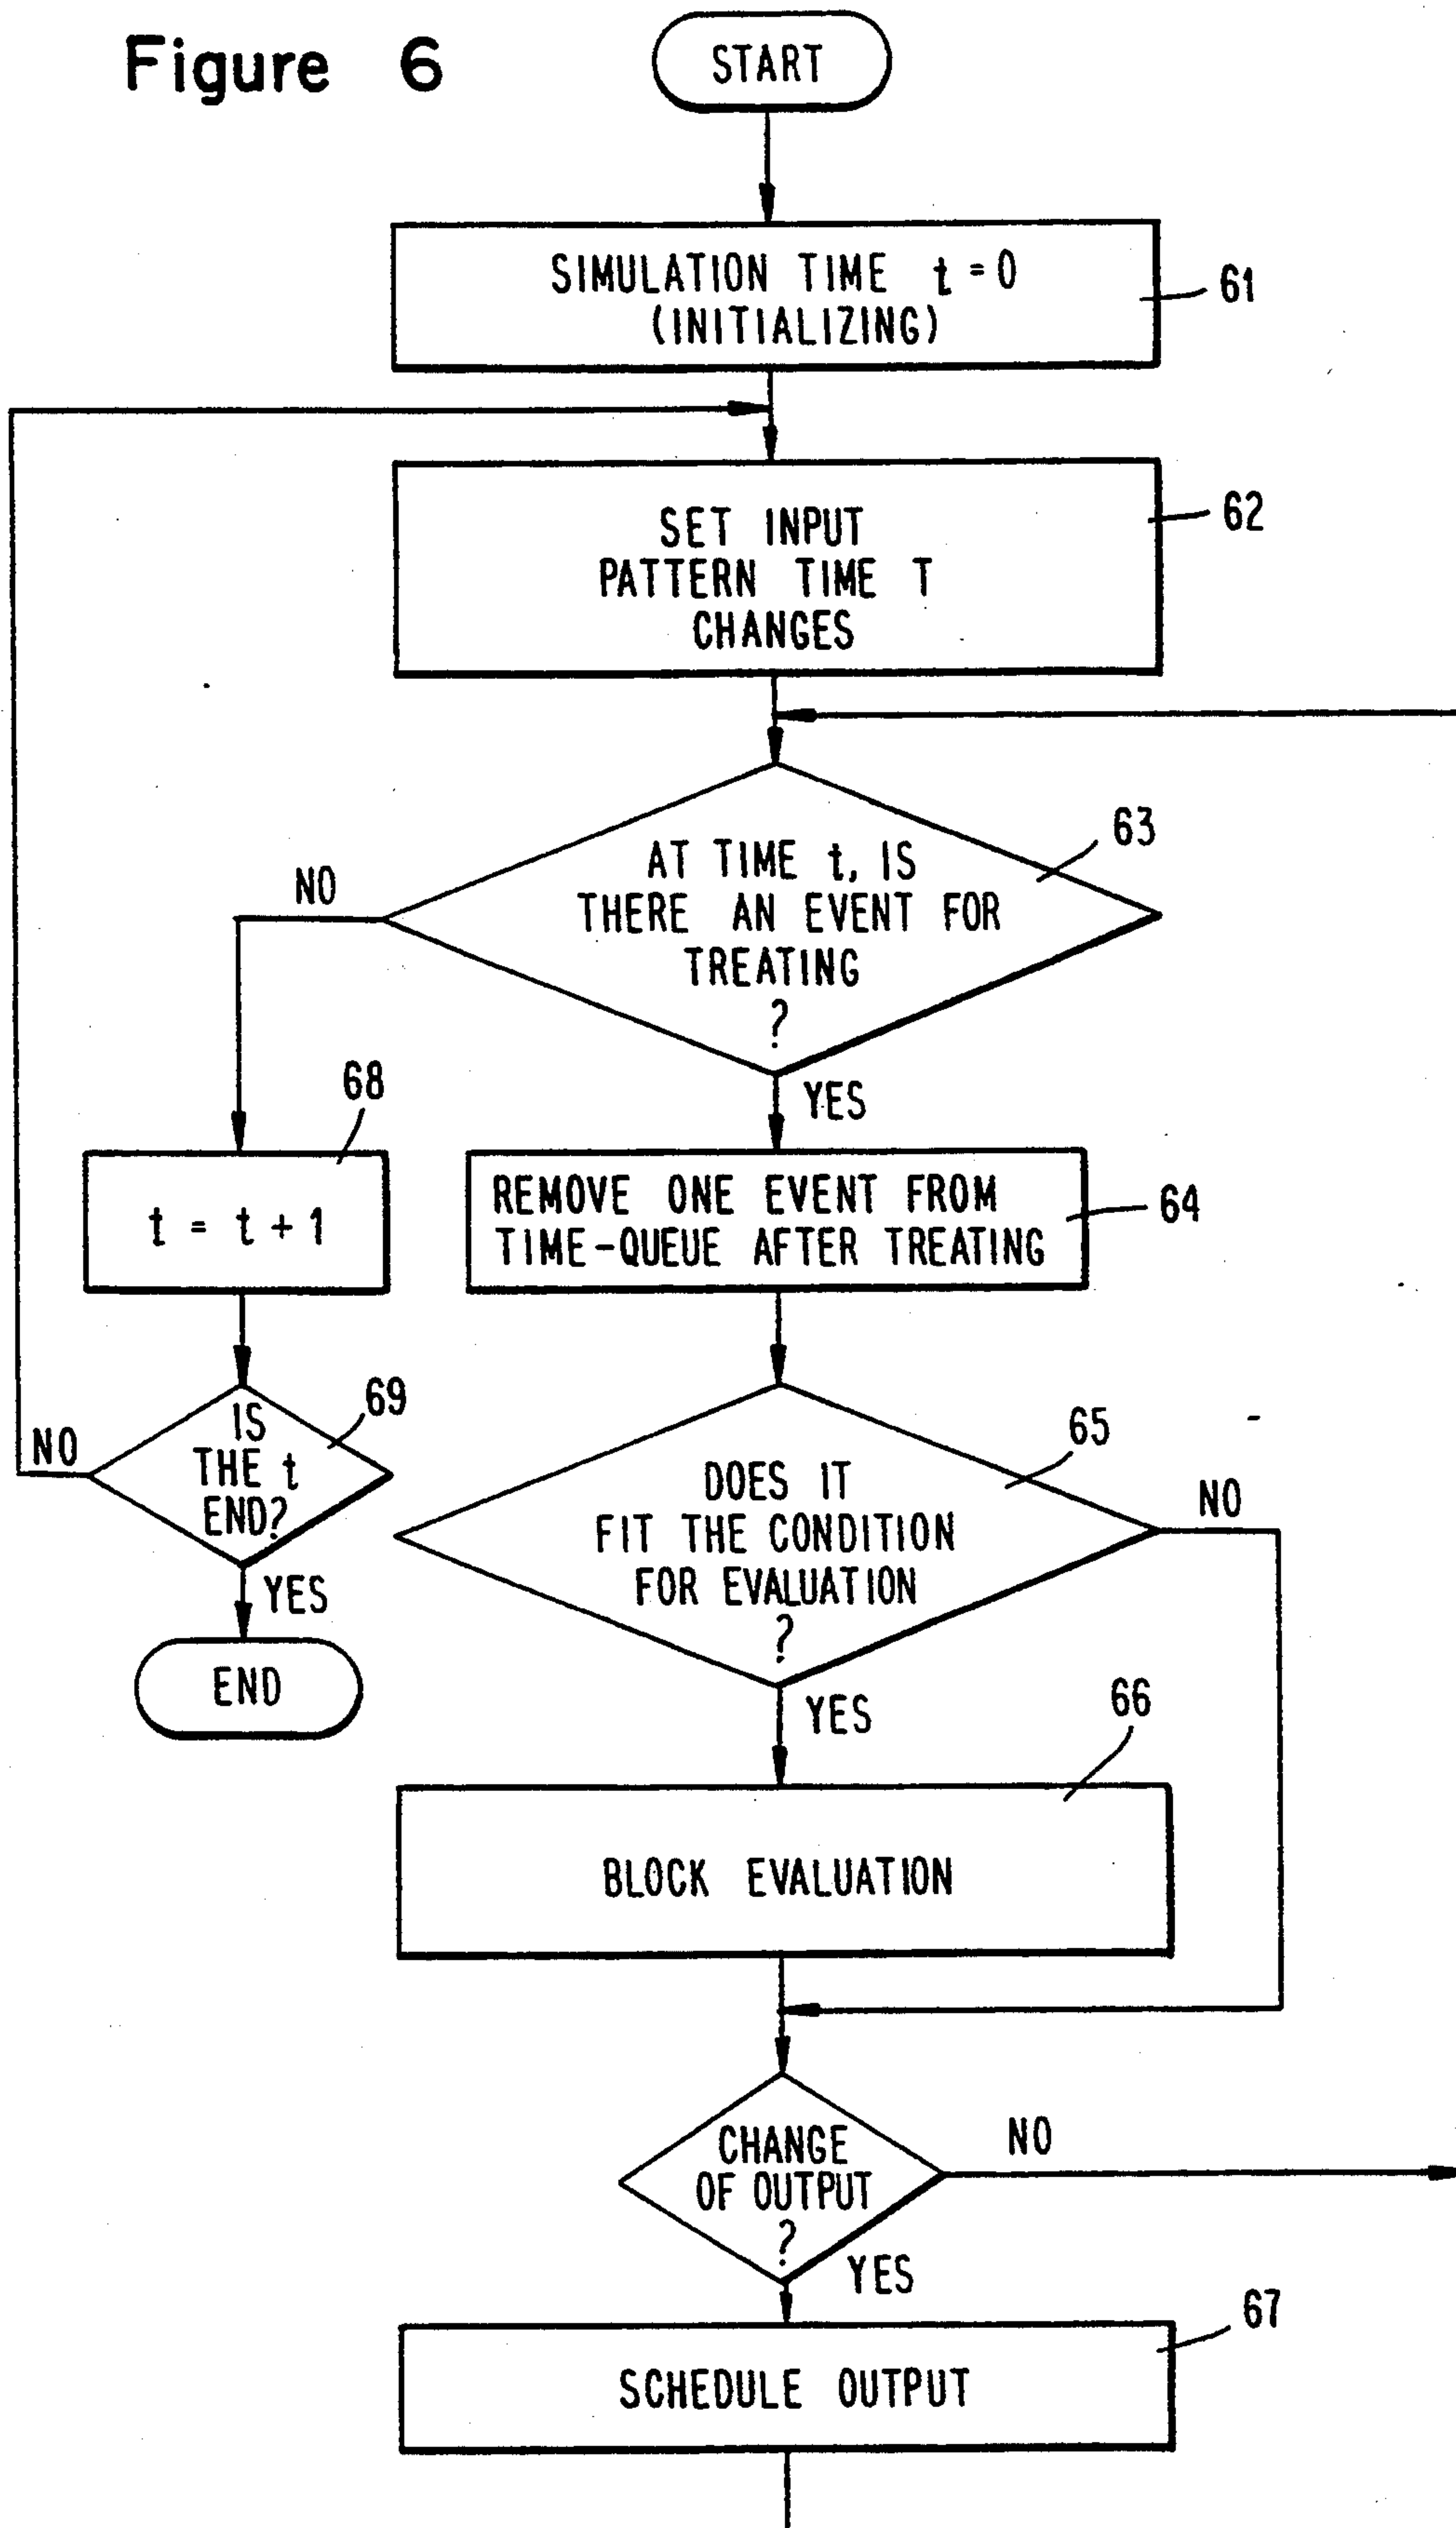 Figure 6
START
SIMULATION TIME t = 0
(INITIALIZING)
61
SET INPUT
PATTERN TIME T
CHANGES
62
AT TIME t, IS
THERE AN EVENT FOR
TREATING
?
63
NO
YES
68
t = t + 1
REMOVE ONE EVENT FROM
TIME-QUEUE AFTER TREATING
64
IS
THE t
END?
69
NO
YES
END
DOES IT
FIT THE CONDITION
FOR EVALUATION
?
65
NO
YES
66
BLOCK EVALUATION
CHANGE
OF OUTPUT
?
NO
YES
67
SCHEDULE OUTPUT